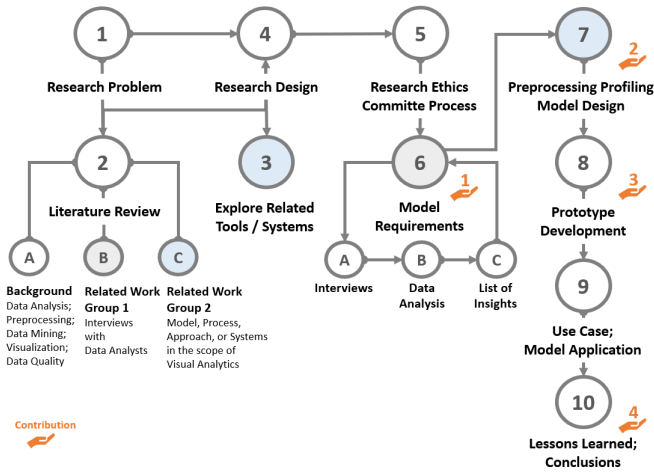 1
Research Problem
4
Research Design
5
Research Ethics
Committe Process
7
2
Preprocessing Profiling
Model Design
2
Literature Review
3
Explore Related
Tools / Systems
6
1
Model
Requirements
8
3
Prototype
Development
A
Background
Data Analysis;
Preprocessing;
Data Mining;
Visualization;
Data Quality
B
Related Work
Group 1
Interviews
with
Data Analysts
C
Related Work
Group 2
Model, Process,
Approach, or Systems
in the scope of
Visual Analytics
A
Interviews
B
Data
Analysis
C
List of
Insights
9
Use Case;
Model Application
10
4
Lessons Learned;
Conclusions
Contribution